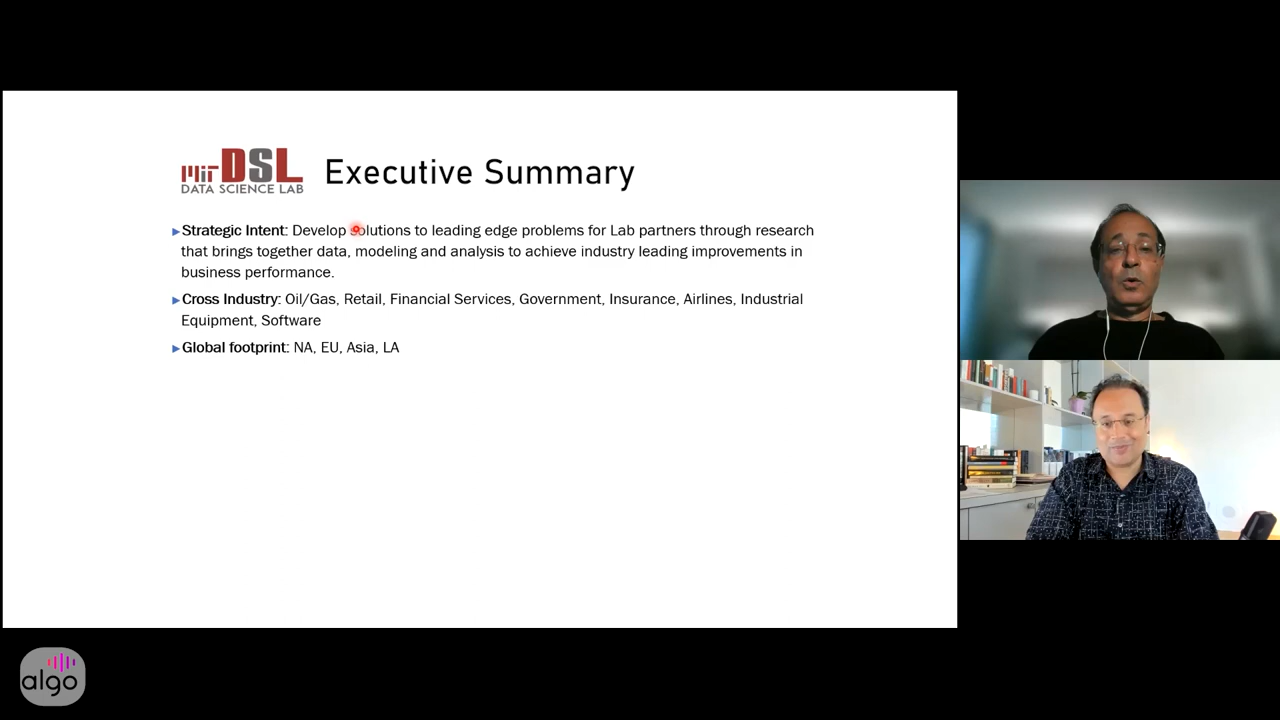 MIT DSL
DATA SCIENCE LAB
Executive Summary
Strategic Intent: Develop solutions to leading edge problems for Lab partners through research
that brings together data, modeling and analysis to achieve industry leading improvements in
business performance.
Cross Industry: Oil/Gas, Retail, Financial Services, Government, Insurance, Airlines, Industrial
Equipment, Software
Global footprint: NA, EU, Asia, LA
algo